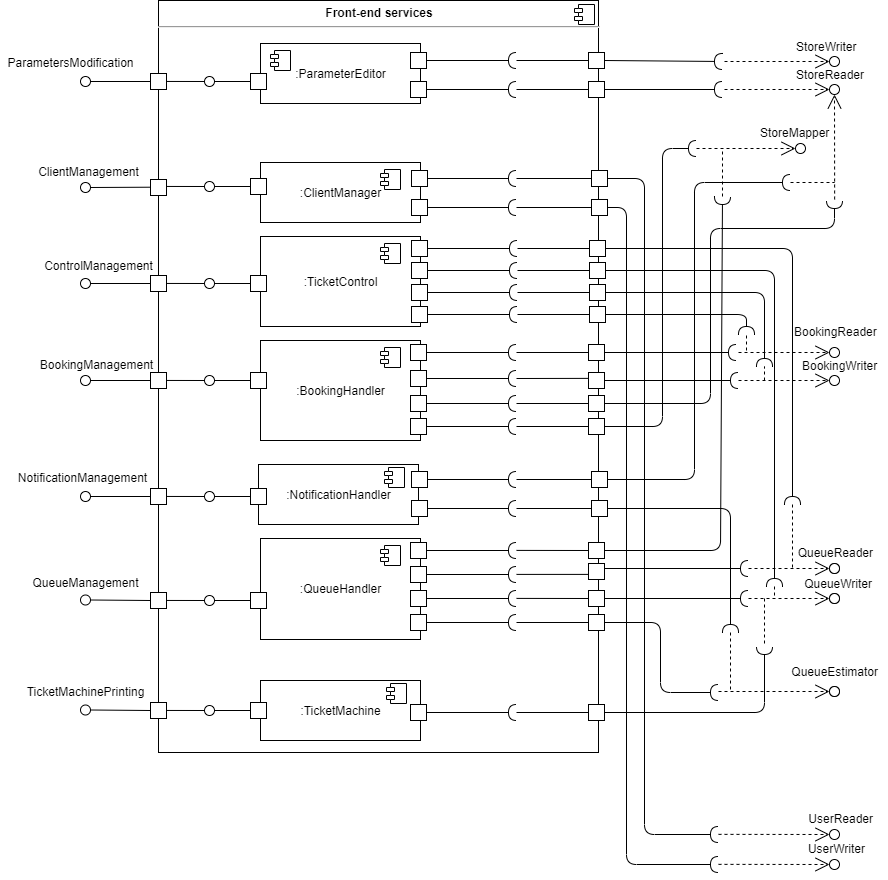 Front-end services
StoreWriter
ParametersModification
:ParameterEditor
StoreReader
StoreMapper
ClientManagement
:ClientManager
ControlManagement
:TicketControl
BookingReader
BookingManagement
BookingWriter
:BookingHandler
NotificationManagement
:NotificationHandler
QueueReader
QueueManagement
QueueWriter
:QueueHandler
QueueEstimator
TicketMachinePrinting
:TicketMachine
UserReader
UserWriter